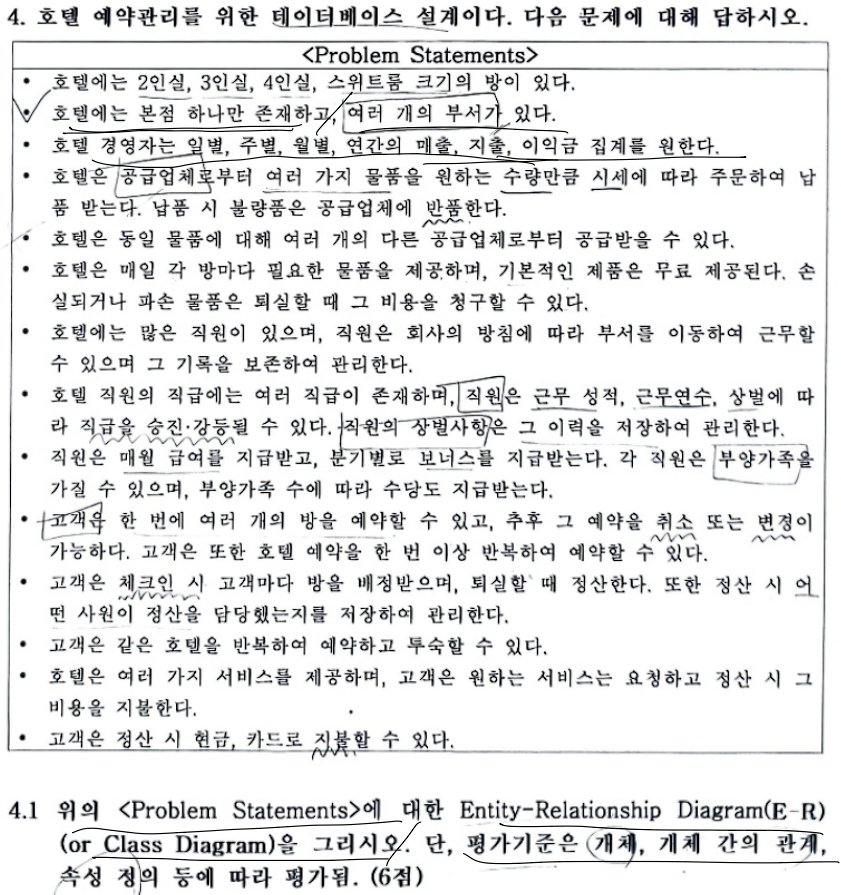 4. 호텔 예약관리를 위한 테이터베이스 설계이다. 다음 문제에 대해 답하시오.
<Problem Statements>
• 호텔에는 2인실, 3인실, 4인실, 스위트룸 크기의 방이 있다.
• 호텔에는 본점 하나만 존재하고, 여러 개의 부서가 있다.
• 호텔 경영자는 일별, 주별, 월별, 연간의 매출, 지출, 이익금 집계를 원한다.
• 호텔은 공급업체로부터 여러 가지 물품을 원하는 수량만큼 시세에 따라 주문하여 납
품 받는다. 납품 시 불량품은 공급업체에 반품한다.
• 호텔은 동일 물품에 대해 여러 개의 다른 공급업체로부터 공급받을 수 있다.
• 호텔은 매일 각 방마다 필요한 물품을 제공하며, 기본적인 제품은 무료 제공된다. 손
실되거나 파손 물품은 퇴실할 때 그 비용을 청구할 수 있다.
• 호텔에는 많은 직원이 있으며, 직원은 회사의 방침에 따라 부서를 이동하여 근무할
수 있으며 그 기록을 보존하여 관리한다.
• 호텔 직원의 직급에는 여러 직급이 존재하며, 직원은 근무 성적, 근무연수, 상벌에 따
라 직급을 승진·강등될 수 있다. 직원의 상벌사항은 그 이력을 저장하여 관리한다.
• 직원은 매월 급여를 지급받고, 분기별로 보너스를 지급받는다. 각 직원은 부양가족을
가질 수 있으며, 부양가족 수에 따라 수당도 지급받는다.
• 고객은 한 번에 여러 개의 방을 예약할 수 있고, 추후 그 예약을 취소 또는 변경이
가능하다. 고객은 또한 호텔 예약을 한 번 이상 반복하여 예약할 수 있다.
• 고객은 체크인 시 고객마다 방을 배정받으며, 퇴실할 때 정산한다. 또한 정산 시 어
떤 사원이 정산을 담당했는지를 저장하여 관리한다.
• 고객은 같은 호텔을 반복하여 예약하고 투숙할 수 있다.
• 호텔은 여러 가지 서비스를 제공하며, 고객은 원하는 서비스는 요청하고 정산 시 그
비용을 지불한다.
• 고객은 정산 시 현금, 카드로 지불할 수 있다.
4.1 위의 <Problem Statements>에 대한 Entity-Relationship Diagram(E-R)
(or Class Diagram)을 그리시오. 단, 평가기준은 개체, 개체 간의 관계,
속성 정의 등에 따라 평가됨. (6점)